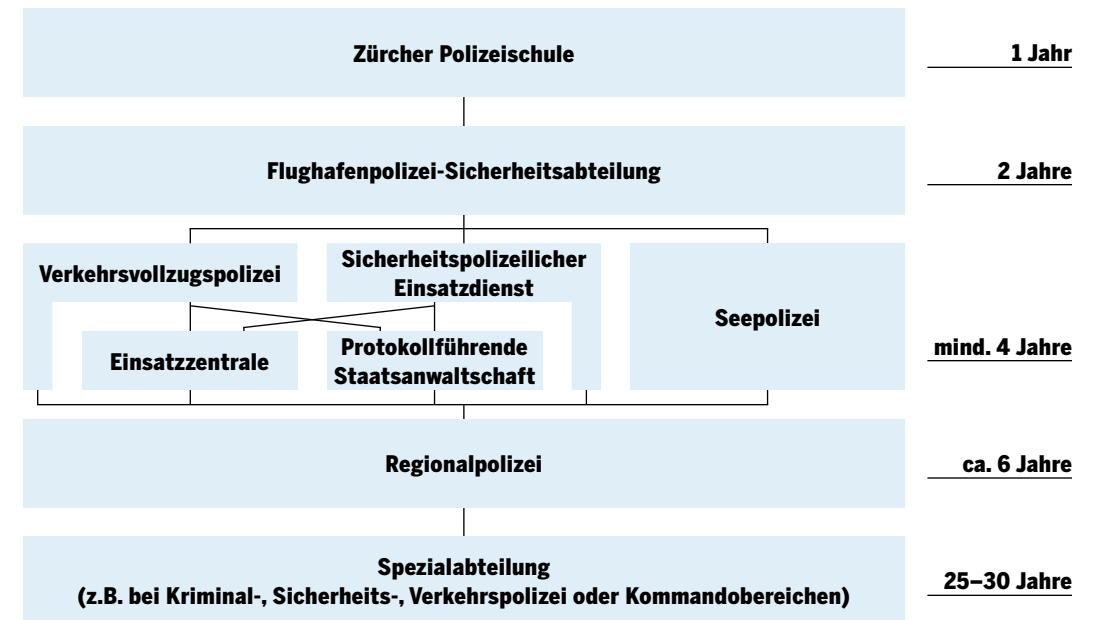 Zürcher Polizeischule
1 Jahr
Flughafenpolizei-Sicherheitsabteilung
2 Jahre
Verkehrsvollzugspolizei
Sicherheitspolizeilicher
Einsatzdienst
Seepolizei
Einsatzzentrale
Protokollführende
Staatsanwaltschaft
mind. 4 Jahre
Regionalpolizei
ca. 6 Jahre
Spezialabteilung
(z.B. bei Kriminal-, Sicherheits-, Verkehrspolizei oder Kommandobereichen)
25–30 Jahre